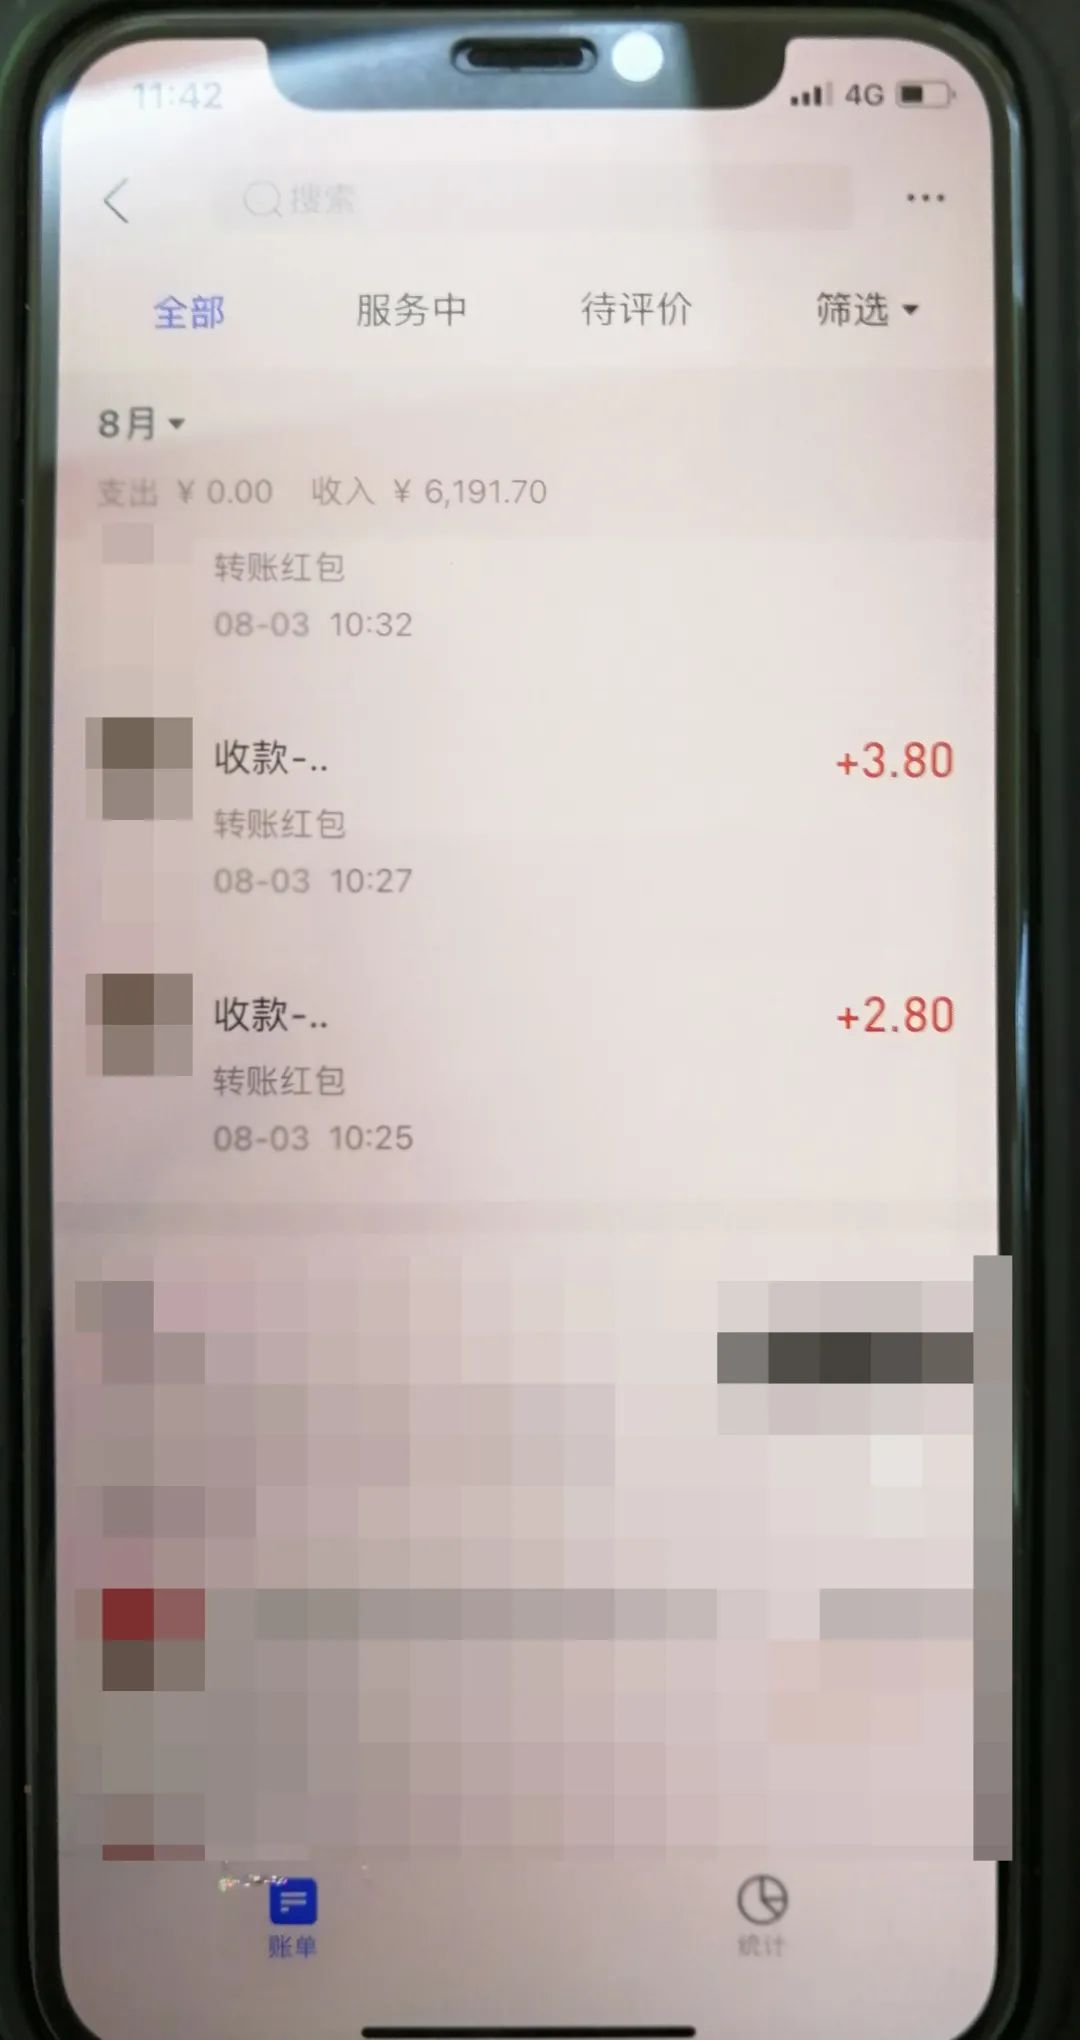 11:42 4G
搜索
全部 服务中 待评价 筛选
8月
支出 ¥ 0.00 收入 ¥ 6,191.70
转账红包
08-03 10:32
收款-.. +3.80
转账红包
08-03 10:27
收款-.. +2.80
转账红包
08-03 10:25
账单 统计